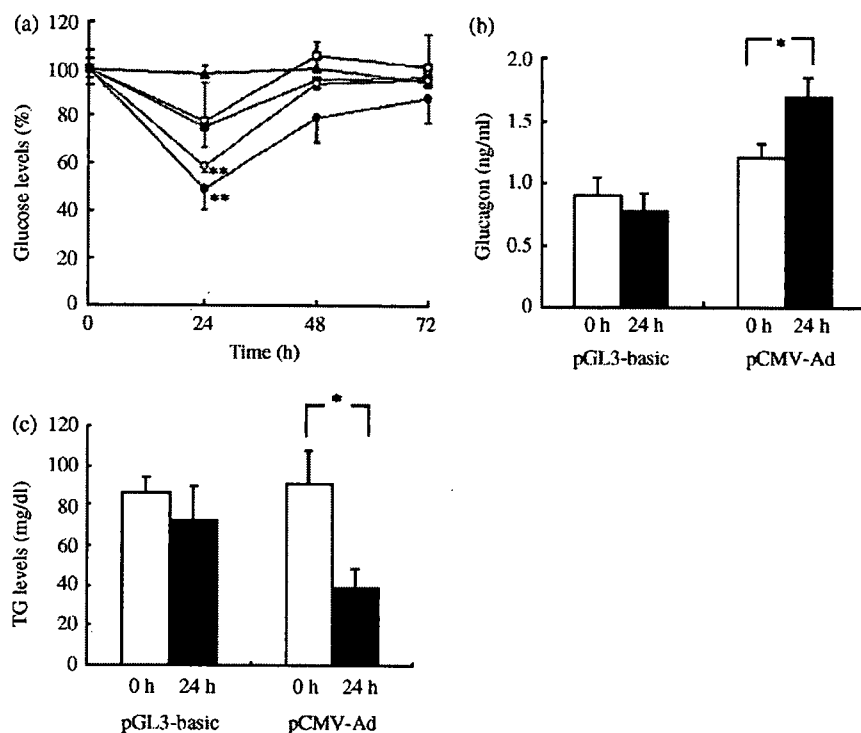 (a)
120
100
80
60
40
20
0
Glucose levels (%)
**
**
0 24 48 72
Time (h)
(b)
2.0
1.5
1.0
0.5
0
Glucagon (ng/ml)
*
0 h 24 h 0 h 24 h
pGL3-basic pCMV-Ad
(c)
120
100
80
60
40
20
0
TG levels (mg/dl)
*
0 h 24 h 0 h 24 h
pGL3-basic pCMV-Ad